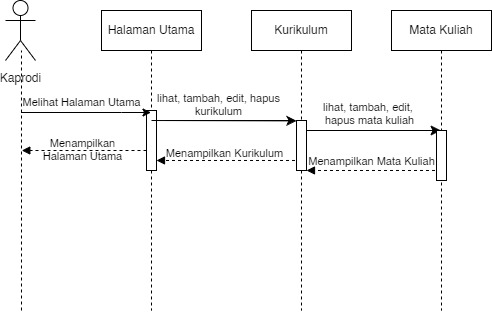 Halaman Utama
Kurikulum
Mata Kuliah
Kaprodi
Melihat Halaman Utama
lihat, tambah, edit, hapus
kurikulum
lihat, tambah, edit,
hapus mata kuliah
Menampilkan
Halaman Utama
Menampilkan Kurikulum
Menampilkan Mata Kuliah